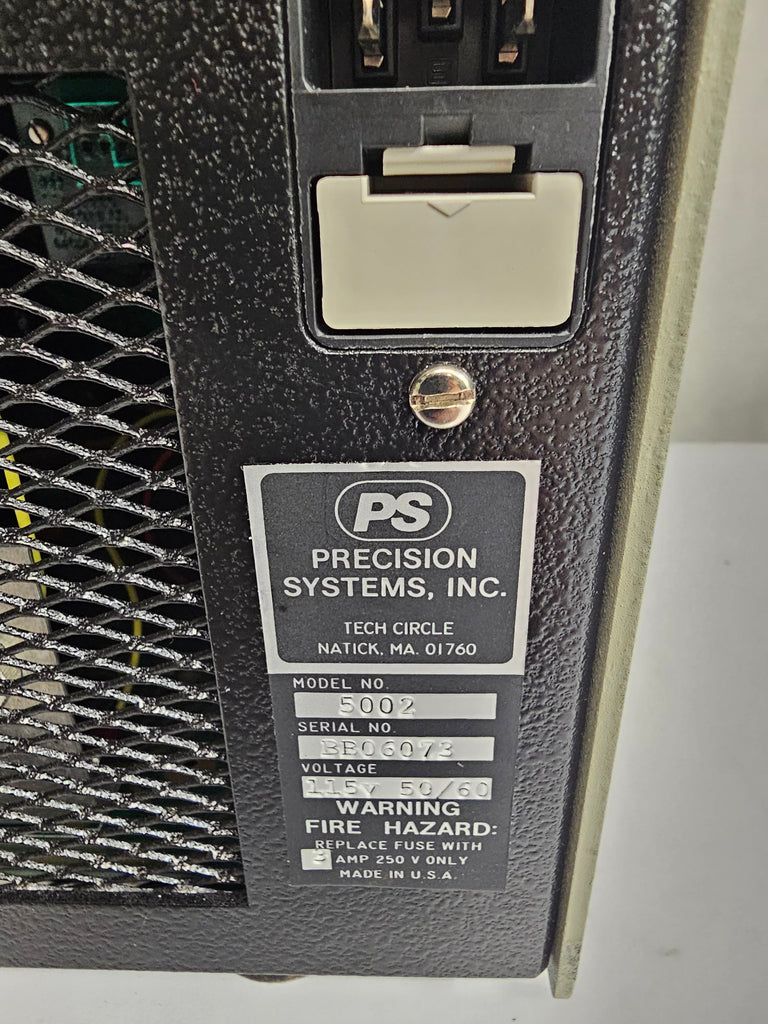 PS
PRECISION
SYSTEMS, INC.
TECH CIRCLE
NATICK, MA. 01760
MODEL NO.
5002
SERIAL NO.
BB06073
VOLTAGE
115v 50/60
WARNING
FIRE HAZARD:
REPLACE FUSE WITH
3 AMP 250 V ONLY
MADE IN U.S.A.